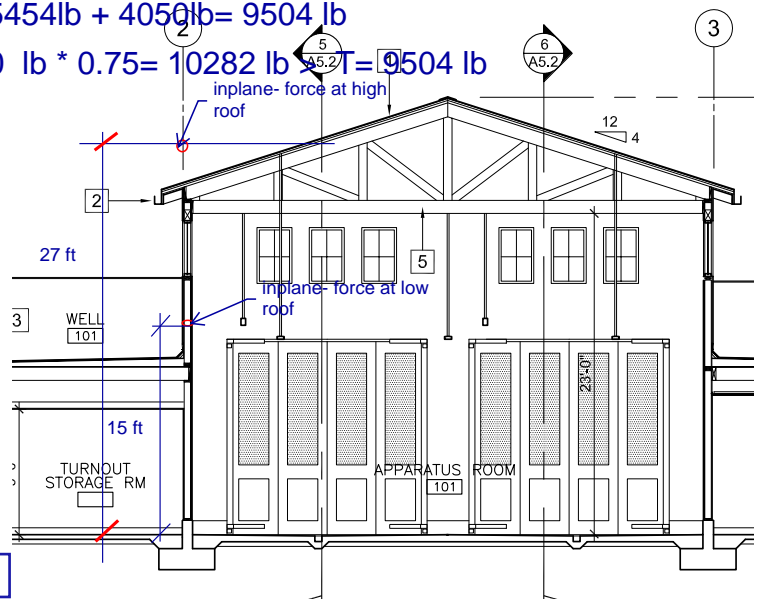 5454lb + 4050lb= 9504 lb
lb * 0.75= 10282 lb > T= 9504 lb
2
5
A5.2
6
A5.2
3
1
inplane- force at high
roof
12
4
2
27 ft
5
inplane- force at low
roof
3
WELL
101
23'-0"
15 ft
TURNOUT
STORAGE RM
APPARATUS ROOM
101